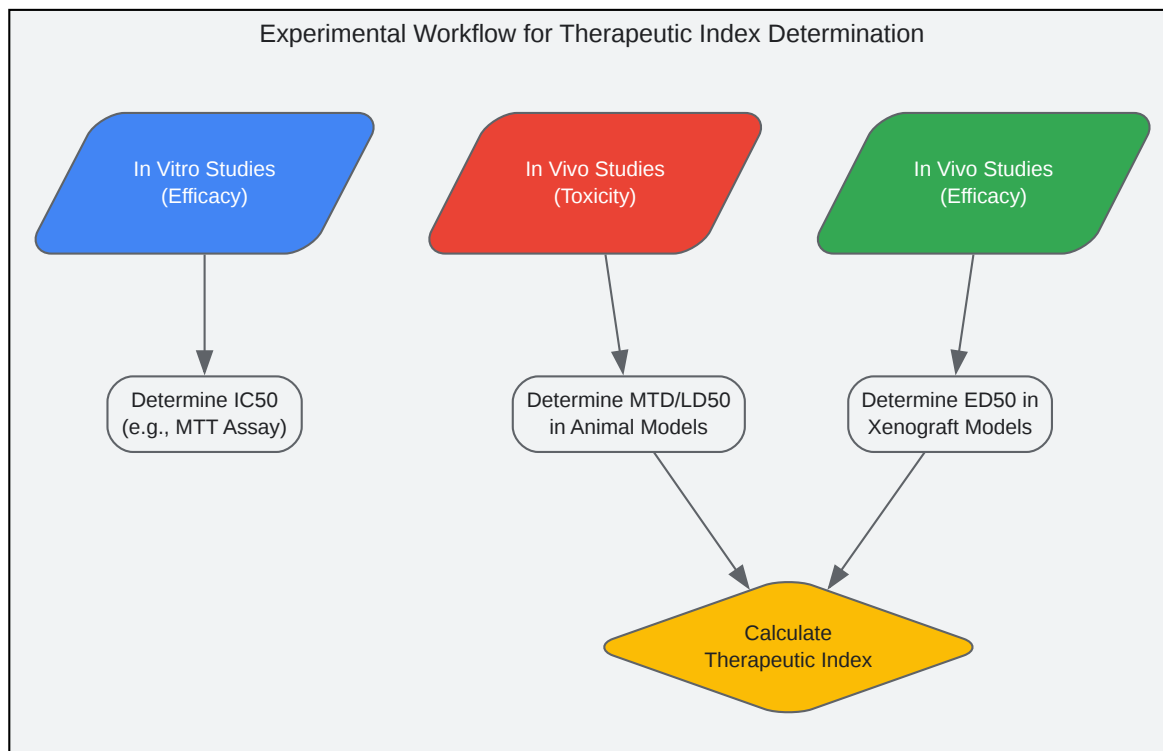 Experimental Workflow for Therapeutic Index Determination
In Vitro Studies
(Efficacy)
In Vivo Studies
(Toxicity)
In Vivo Studies
(Efficacy)
Determine IC50
(e.g., MTT Assay)
Determine MTD/LD50
in Animal Models
Determine ED50 in
Xenograft Models
Calculate
Therapeutic Index